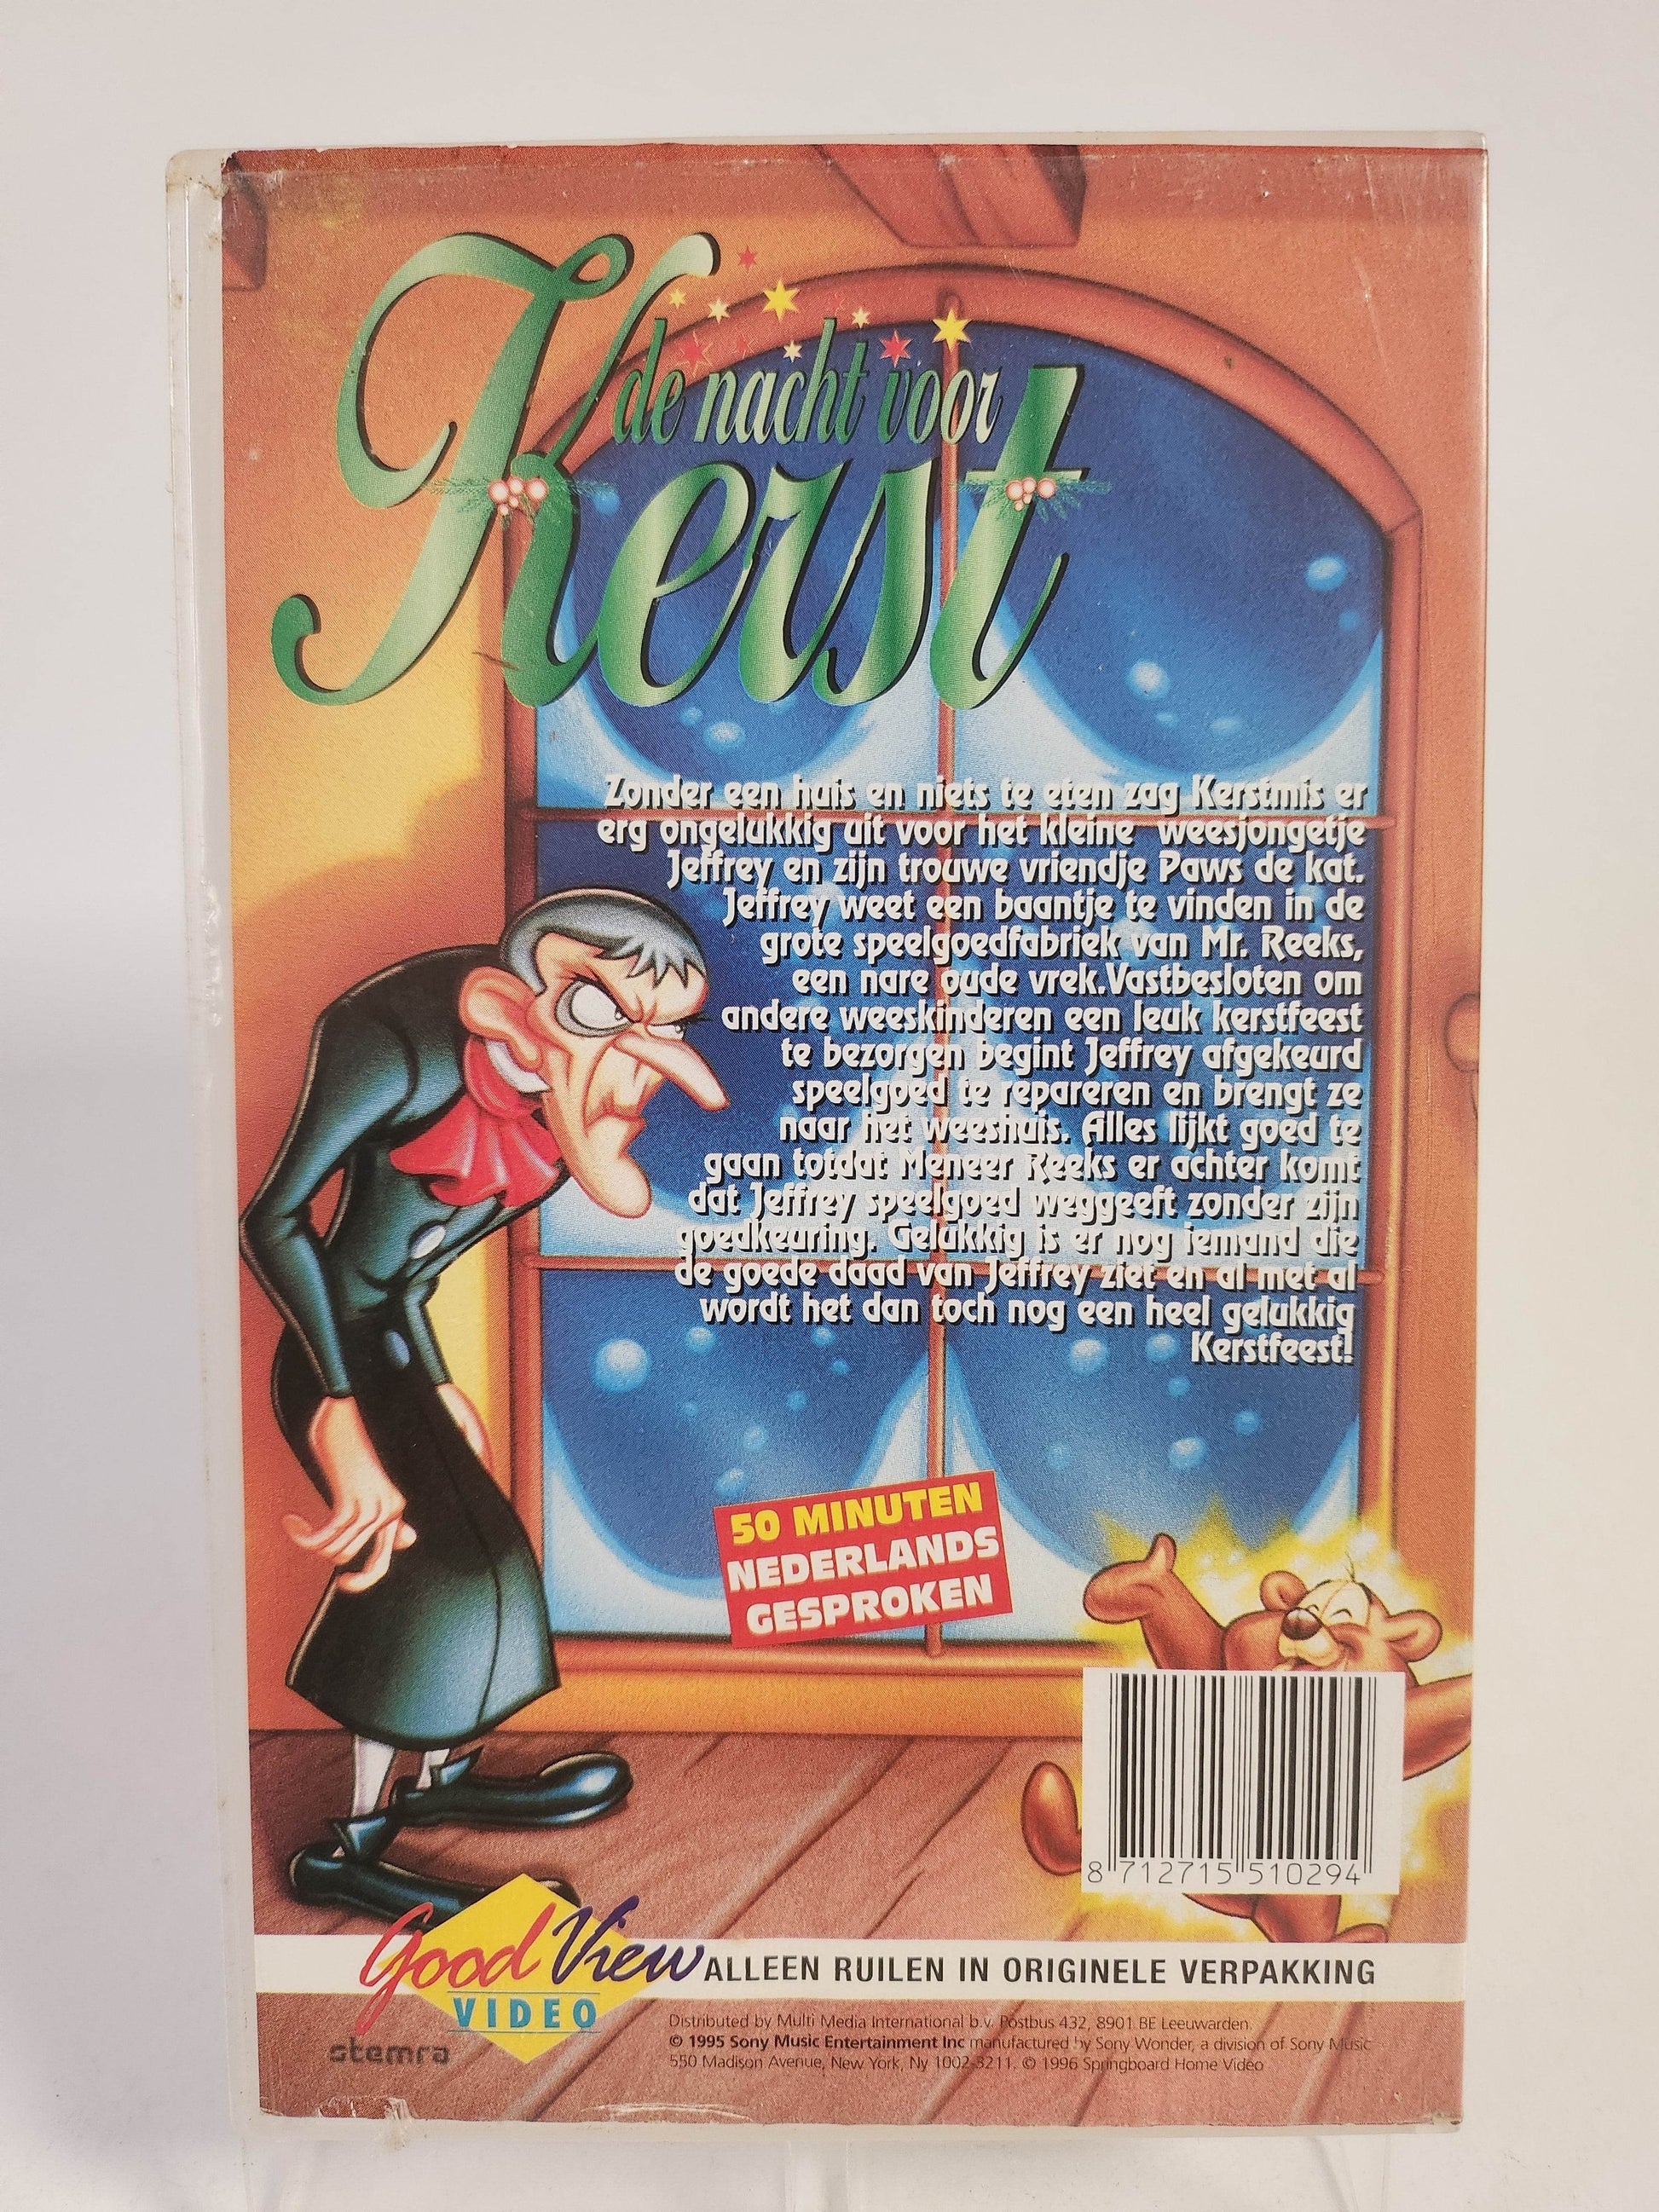 de nacht voor
Kerst
Zonder een huis en niets te eten zag Kerstmis er
erg ongelukkig uit voor het kleine weesjongetje
Jeffrey en zijn trouwe vriendje Paws de kat.
Jeffrey weet een baantje te vinden in de
grote speelgoedfabriek van Mr. Reeks,
een nare oude vrek.Vastbesloten om
andere weeskinderen een leuk kerstfeest
te bezorgen begint Jeffrey afgekeurd
speelgoed te repareren en brengt ze
naar het weeshuis. Alles lijkt goed te
gaan totdat Meneer Reeks er achter komt
dat Jeffrey speelgoed weggeeft zonder zijn
goedkeuring. Gelukkig is er nog iemand die
de goede daad van Jeffrey ziet en al met al
wordt het dan toch nog een heel gelukkig
Kerstfeest!
50 MINUTEN
NEDERLANDS
GESPROKEN
8 712715 510294
Good View
VIDEO
ALLEEN RUILEN IN ORIGINELE VERPAKKING
stemra
Distributed by Multi Media International b.v. Postbus 432, 8901 BE Leeuwarden.
© 1995 Sony Music Entertainment Inc manufactured by Sony Wonder, a division of Sony Music
550 Madison Avenue, New York, Ny 1002-3211. © 1996 Springboard Home Video